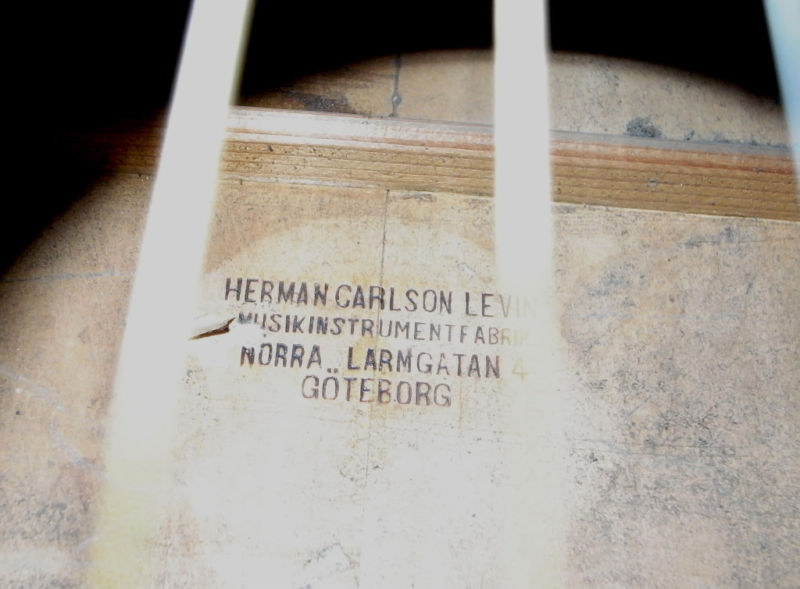 HERMAN CARLSON LEVIN
MUSIKINSTRUMENTFABRIK
NORRA LARMGATAN 4
GÖTEBORG